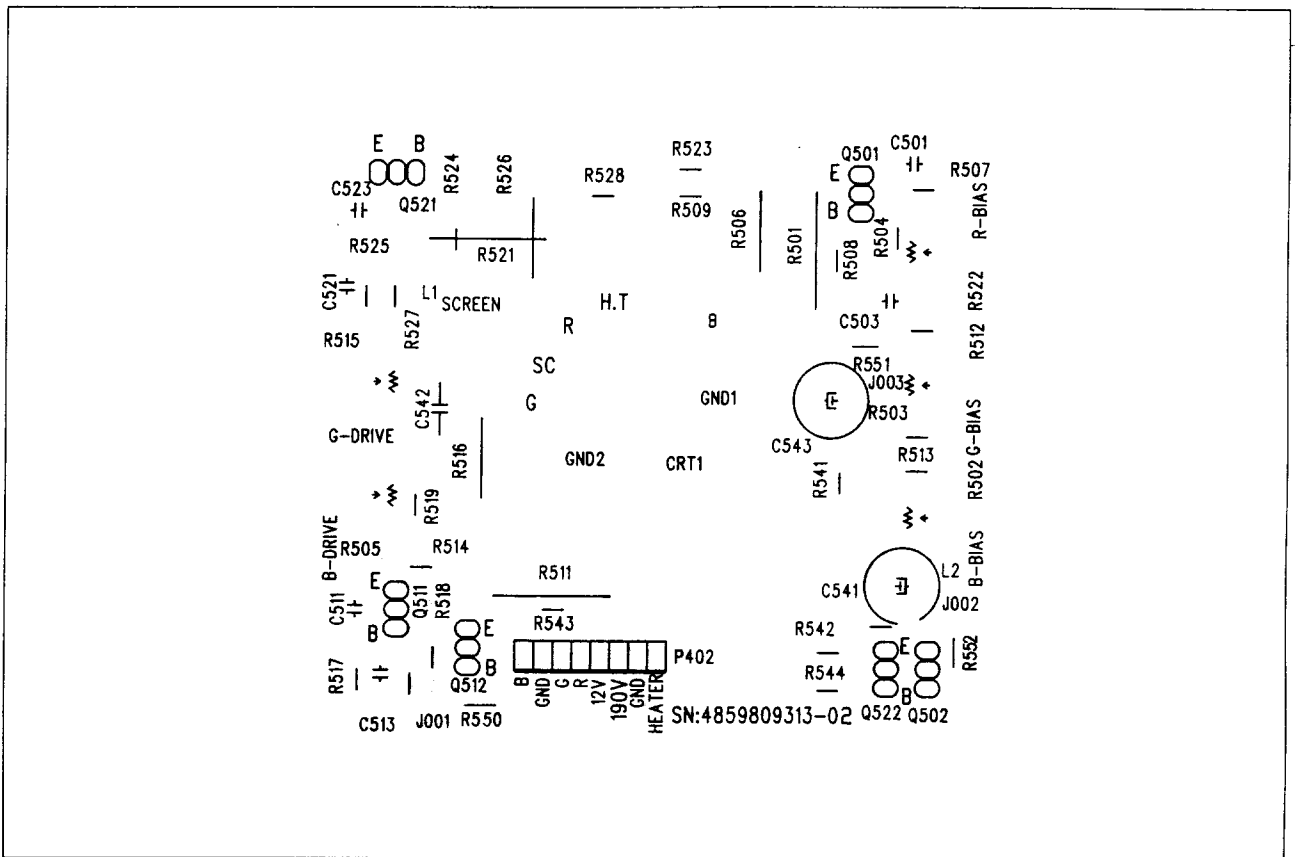 E B
C501
R523
Q501
R524
R526
R528
E
R507
C523
Q521
R509
B
R506
R501
R504
R-BIAS
R525
R521
R508
C521
L1
SCREEN
H.T
R522
R515
R527
R
B
C503
R512
SC
R551
J003
C542
G
GND1
R503
G-DRIVE
C543
G-BIAS
R516
GND2
CRT1
R541
R513
R502
R519
B-DRIVE
R505
R514
B-BIAS
E
Q511
R518
R511
C541
L2
J002
C511
B
E
R543
R542
E
R552
R517
B
P402
R544
Q512
B
GND
G
R
12V
190V
GND
HEATER
B
C513
J001
R550
SN:4859809313-02
Q522
Q502